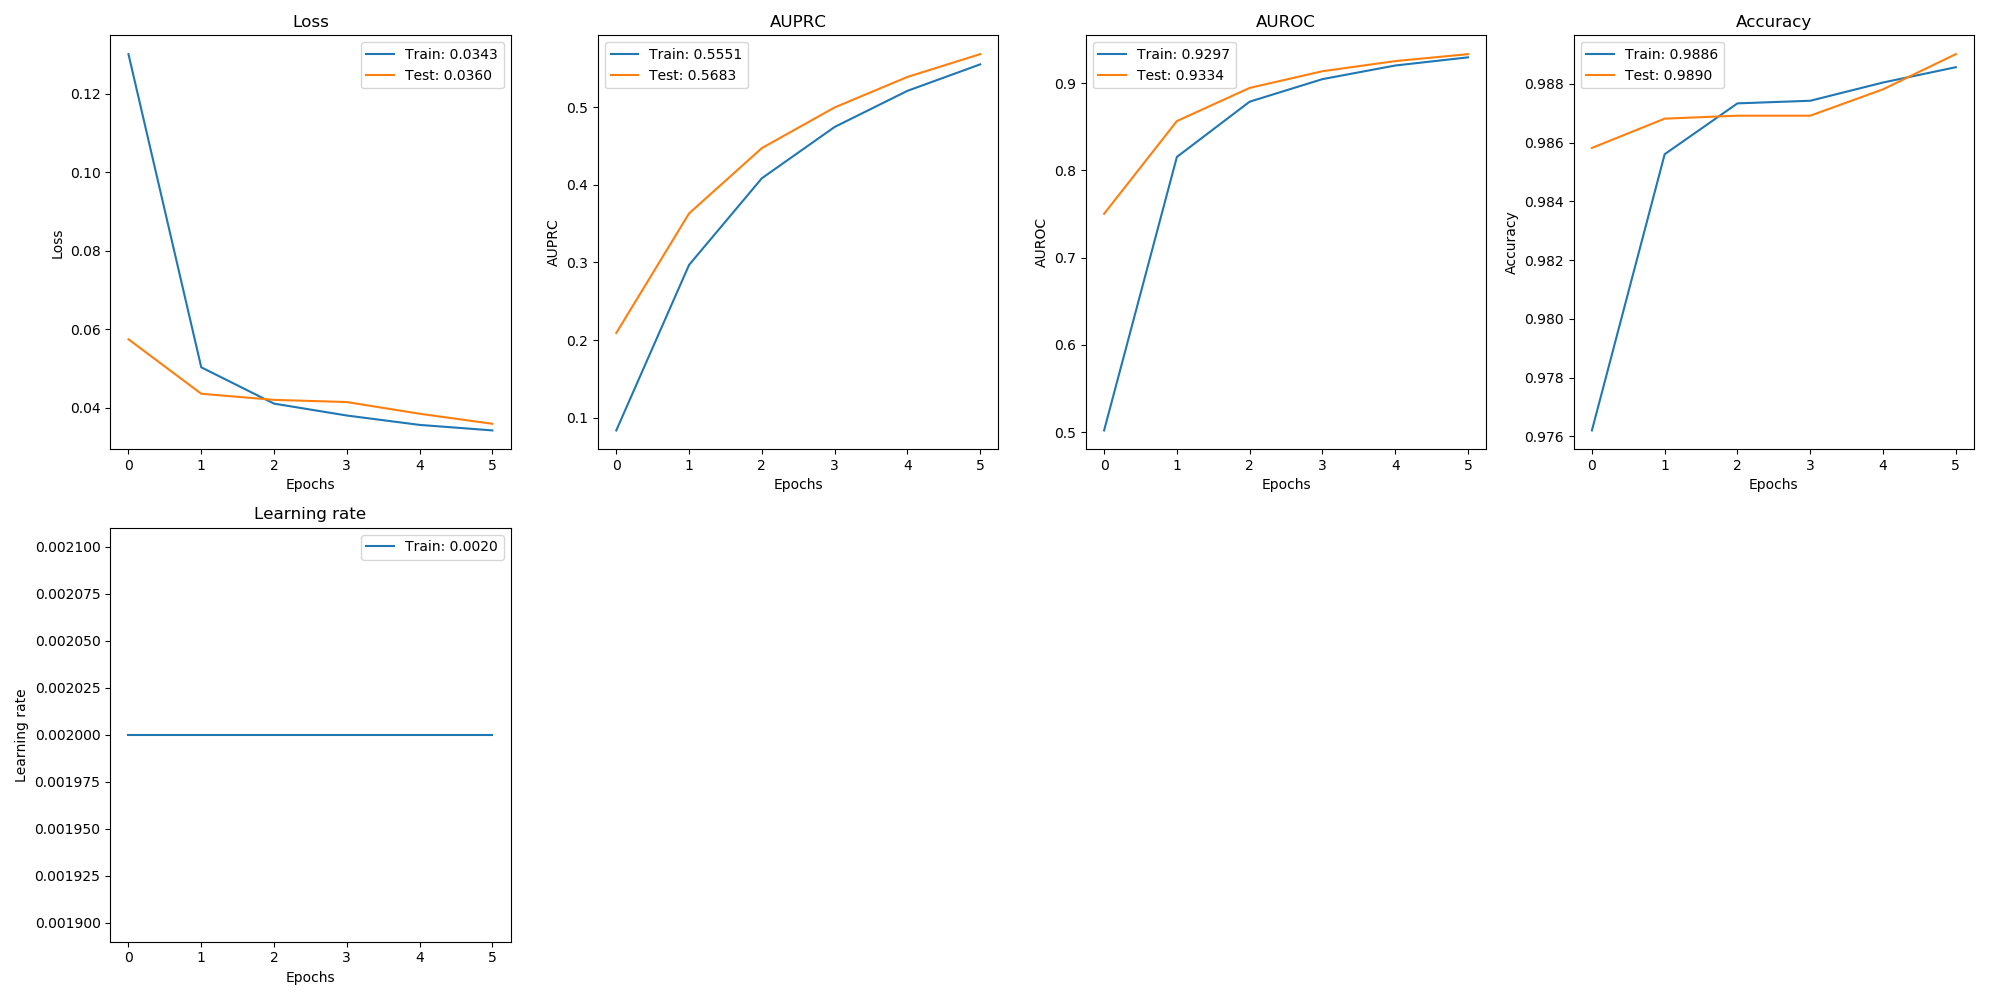 Loss
Train: 0.0343
Test: 0.0360
0.12
0.10
0.08
0.06
0.04
Loss
0 1 2 3 4 5
Epochs
AUPRC
Train: 0.5551
Test: 0.5683
0.5
0.4
0.3
0.2
0.1
AUPRC
0 1 2 3 4 5
Epochs
AUROC
Train: 0.9297
Test: 0.9334
0.9
0.8
0.7
0.6
0.5
AUROC
0 1 2 3 4 5
Epochs
Accuracy
Train: 0.9886
Test: 0.9890
0.988
0.986
0.984
0.982
0.980
0.978
0.976
Accuracy
0 1 2 3 4 5
Epochs
Learning rate
Train: 0.0020
0.002100
0.002075
0.002050
0.002025
0.002000
0.001975
0.001950
0.001925
0.001900
Learning rate
0 1 2 3 4 5
Epochs